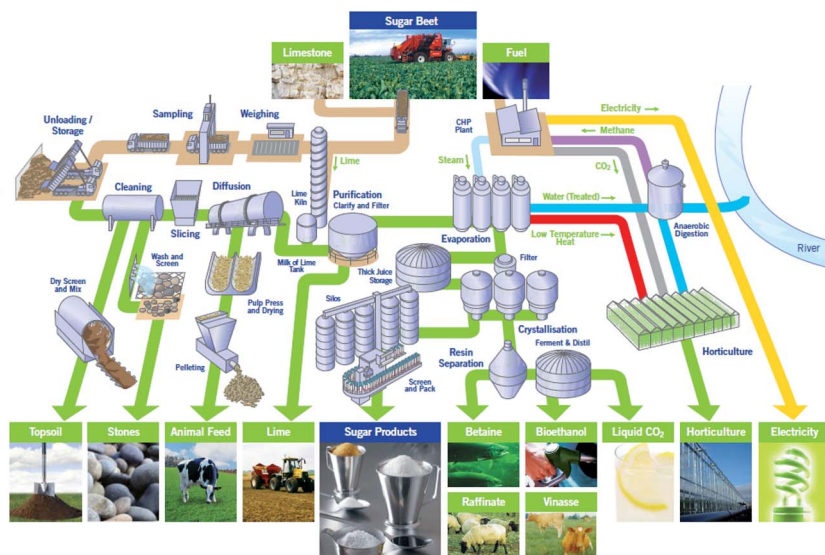 Sugar Beet
Limestone
Fuel
Electricity
Methane
CHP
Plant
CO₂
Sampling
Weighing
Unloading /
Storage
Lime
Steam
Cleaning
Diffusion
Lime
Kiln
Purification
Clarify and Filter
Water (Treated)
Anaerobic
Digestion
River
Slicing
Evaporation
Low Temperature
Heat
Wash and
Screen
Milk of Lime
Tank
Thick Juice
Storage
Filter
Dry Screen
and Mix
Pulp Press
and Drying
Silos
Crystallisation
Pelleting
Resin
Separation
Ferment & Distil
Horticulture
Screen
and Pack
Topsoil
Stones
Animal Feed
Lime
Sugar Products
Betaine
Bioethanol
Liquid CO₂
Horticulture
Electricity
Raffinate
Vinasse